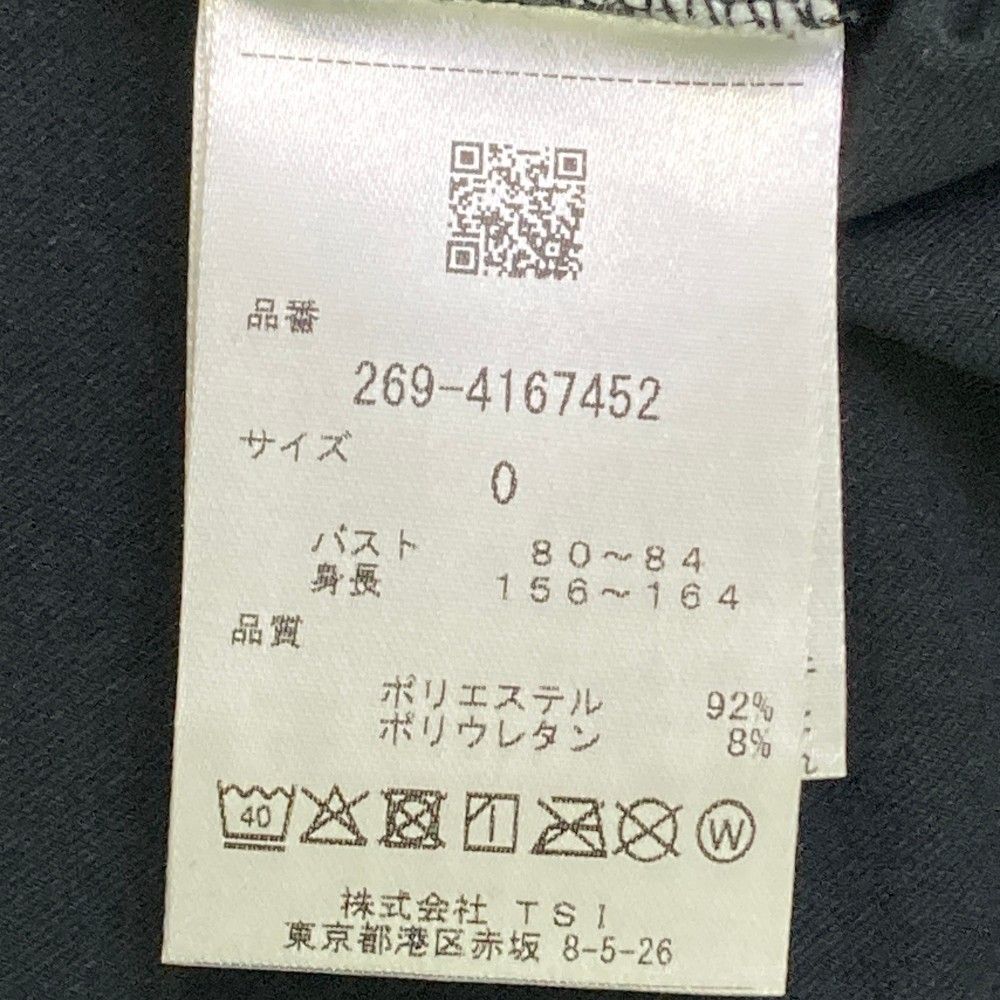 品番
269-4167452
サイズ
0
バスト 80~84
身長 156~164
品質
ポリエステル 92%
ポリウレタン 8%
40 W
株式会社 TSI
東京都港区赤坂 8-5-26